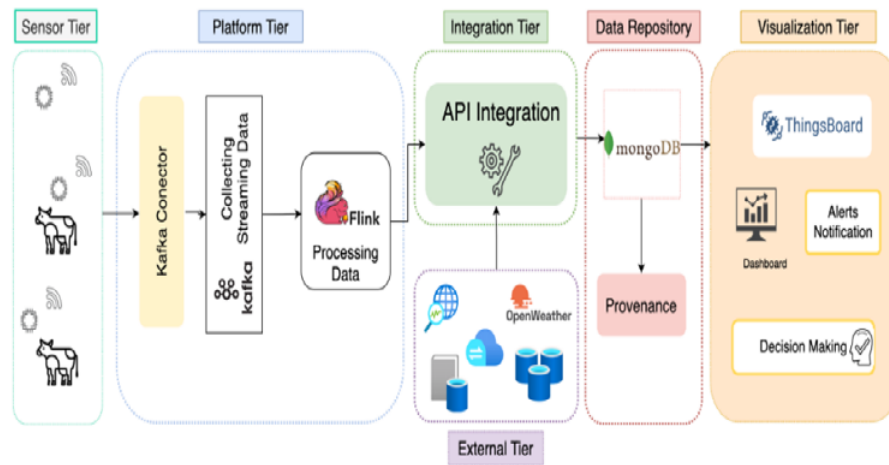 Sensor Tier
Platform Tier
Integration Tier
Data Repository
Visualization Tier
Kafka Conector
Collecting
Streaming Data
kafka
Flink
Processing
Data
API Integration
OpenWeather
External Tier
mongoDB
Provenance
ThingsBoard
Dashboard
Alerts
Notification
Decision Making